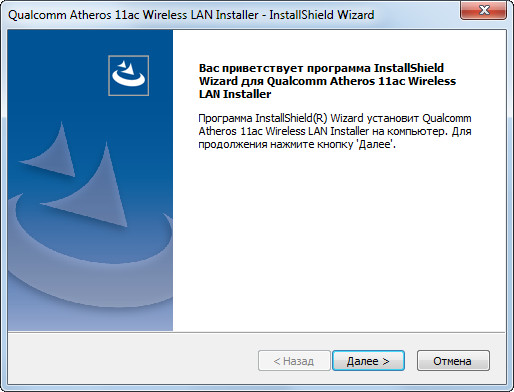 Qualcomm Atheros 11ac Wireless LAN Installer - InstallShield Wizard
Вас приветствует программа InstallShield
Wizard для Qualcomm Atheros 11ac Wireless
LAN Installer
Программа InstallShield(R) Wizard установит Qualcomm
Atheros 11ac Wireless LAN Installer на компьютер. Для
продолжения нажмите кнопку 'Далее'.
< Назад Далее > Отмена